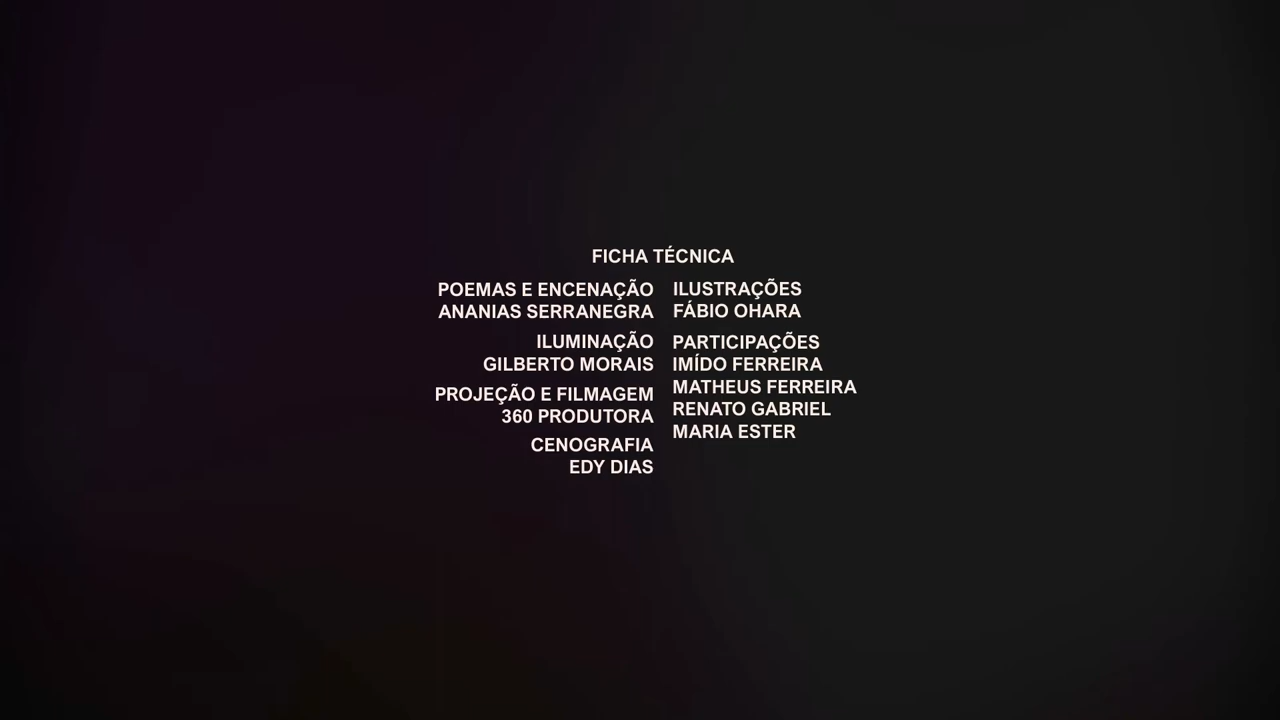 FICHA TÉCNICA
POEMAS E ENCENAÇÃO
ANANIAS SERRANEGRA
ILUMINAÇÃO
GILBERTO MORAIS
PROJEÇÃO E FILMAGEM
360 PRODUTORA
CENOGRAFIA
EDY DIAS
ILUSTRAÇÕES
FÁBIO OHARA
PARTICIPAÇÕES
IMÍDO FERREIRA
MATHEUS FERREIRA
RENATO GABRIEL
MARIA ESTER